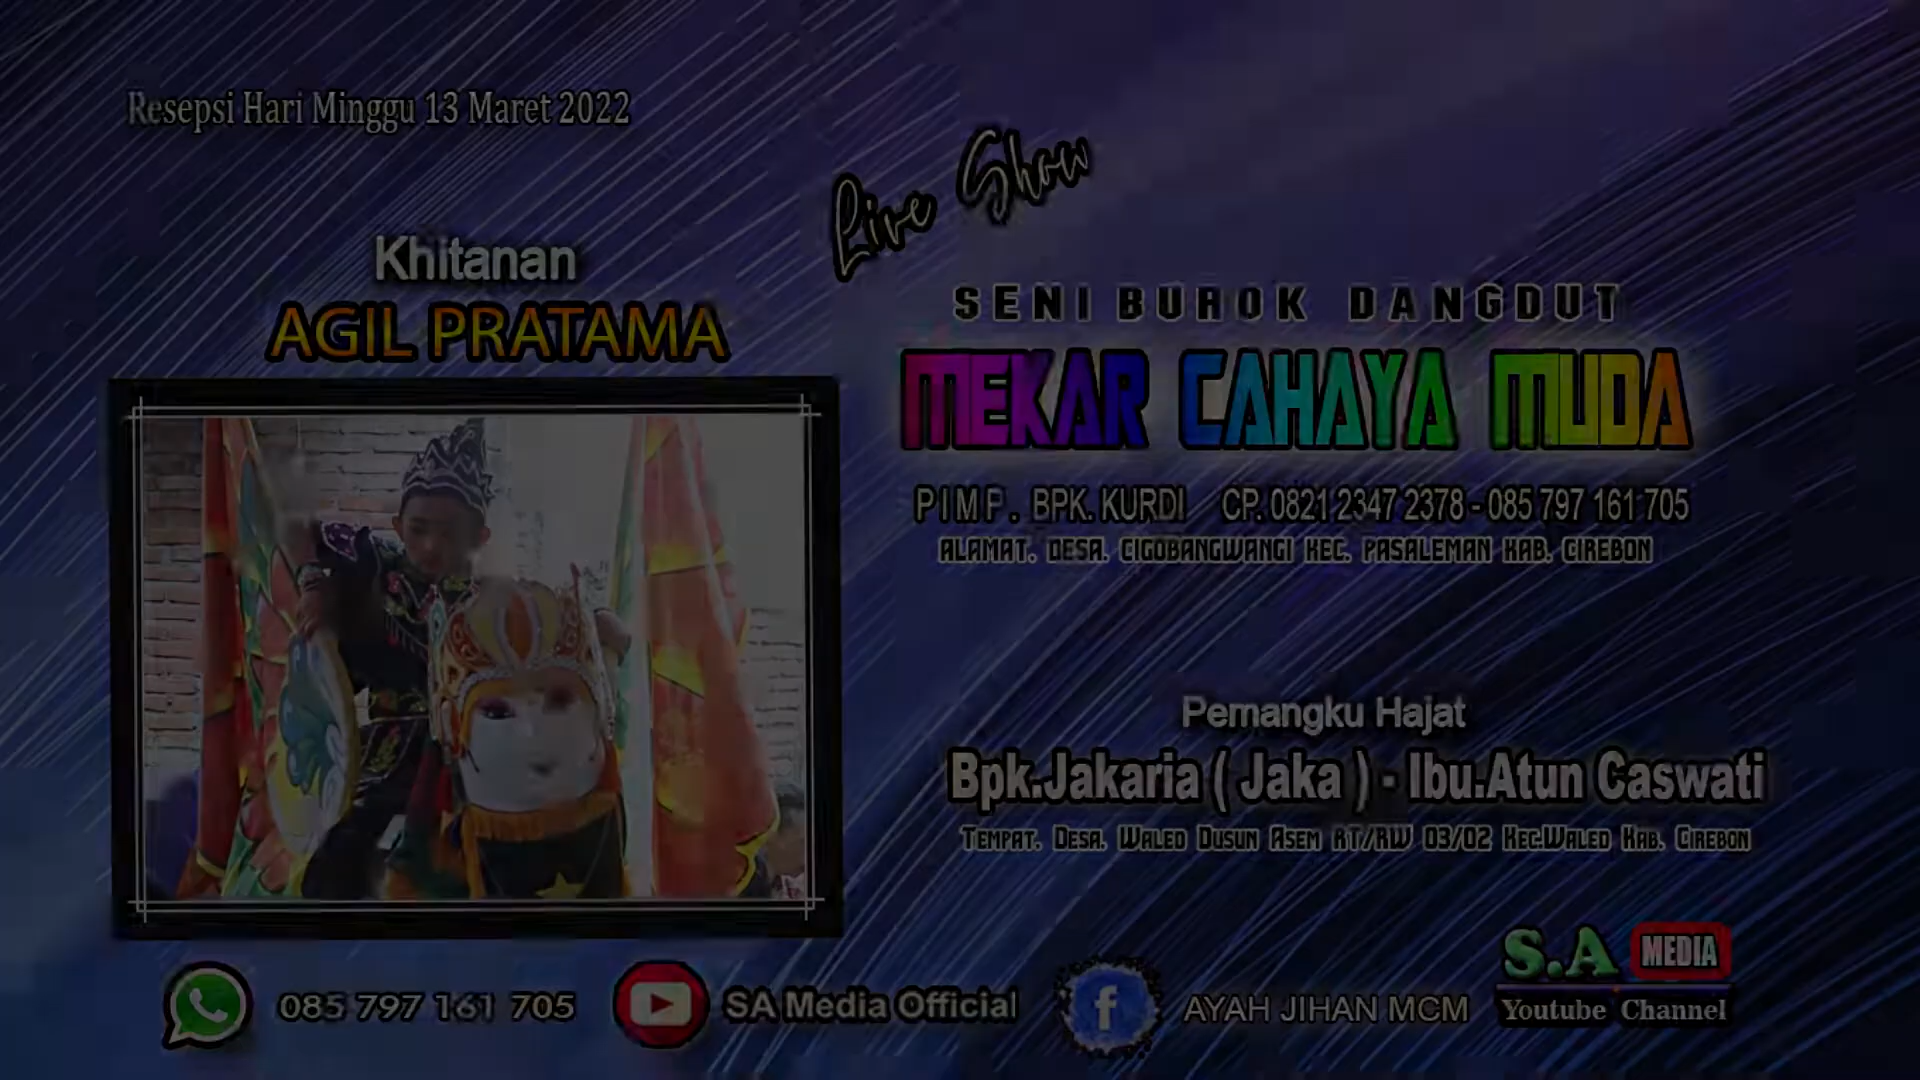 Resepsi Hari Minggu 13 Maret 2022
Khitanan
AGIL PRATAMA
Live Show
SENI BUROK DANGDUT
MEKAR CAHAYA MUDA
PIMP. BPK. KURDI CP. 0821 2347 2378 - 085 797 161 705
ALAMAT. DESA. CIGOBANGWANGI KEC. PASALEMAN KAB. CIREBON
Pemangku Hajat
Bpk.Jakaria ( Jaka ) - Ibu.Atun Caswati
Tempat. Desa. Waled Dusun Asem RT/RW 03/02 Kec.Waled Kab. Cirebon
085 797 161 705
SA Media Official
AYAH JIHAN MCM
S.A MEDIA
Youtube Channel